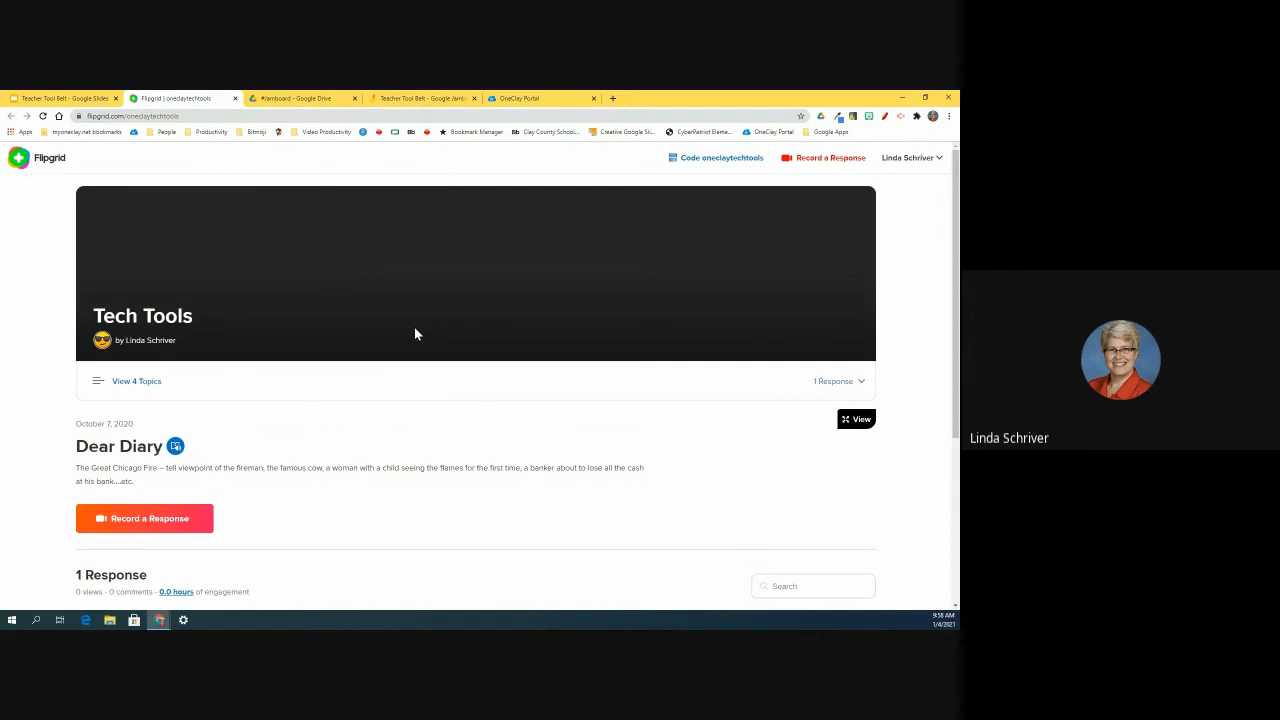 Teacher Tool Belt - Google Slides
Flipgrid | oneclaytechtools
#Jamboard - Google Drive
Teacher Tool Belt - Google Jamb
OneClay Portal
flipgrid.com/oneclaytechtools
Apps
myoneclay.net bookmarks
People
Productivity
Bitmoji
Video Productivity
Bb
Bookmark Manager
Bb Clay County School...
Creative Google Sli...
CyberPatriot Eleme...
OneClay Portal
Google Apps
Flipgrid
Code oneclaytechtools
Record a Response
Linda Schriver
Tech Tools
by Linda Schriver
View 4 Topics
1 Response
October 7, 2020
View
Dear Diary
The Great Chicago Fire – tell viewpoint of the fireman, the famous cow, a woman with a child seeing the flames for the first time, a banker about to lose all the cash
at his bank....etc.
Record a Response
1 Response
0 views · 0 comments · 0.0 hours of engagement
Search
9:58 AM
1/4/2021
Linda Schriver